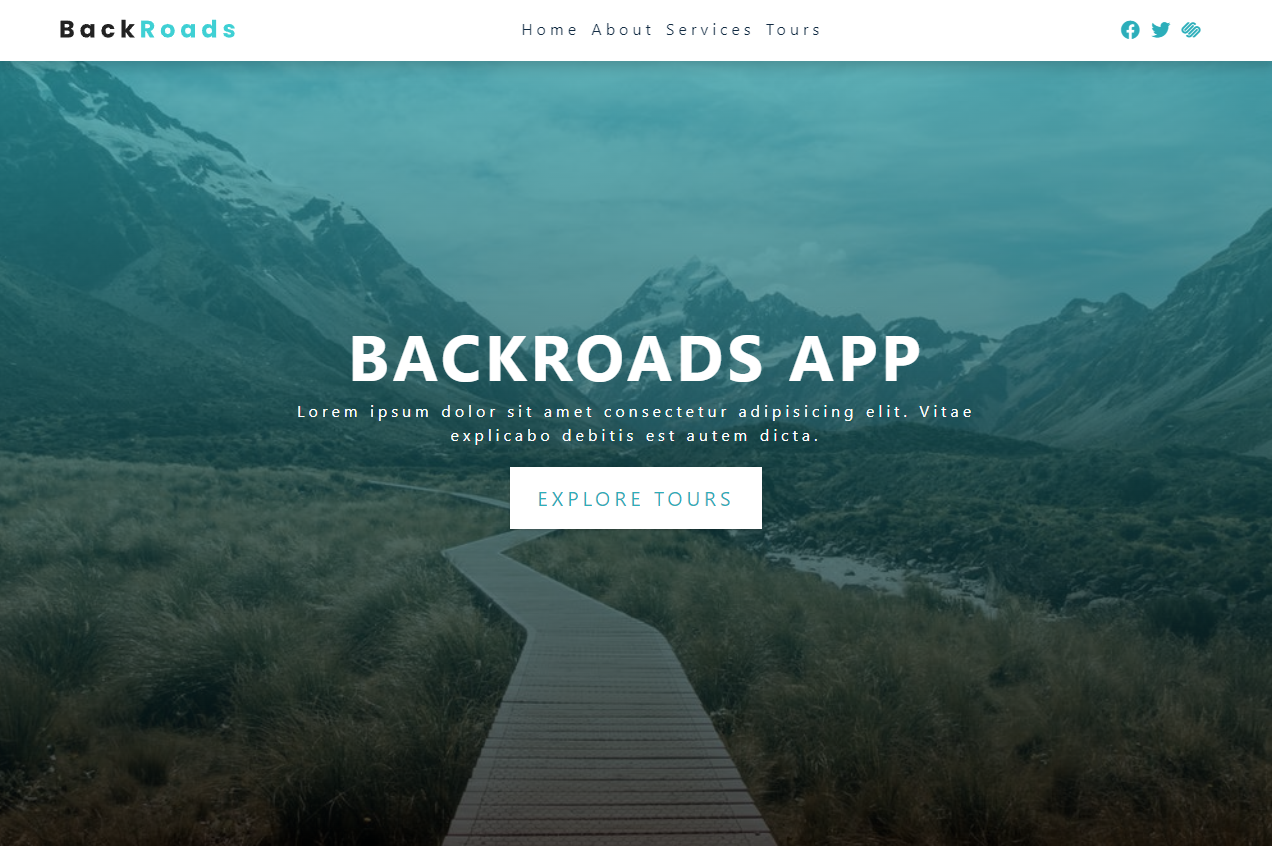 BackRoads
Home About Services Tours
BACKROADS APP
Lorem ipsum dolor sit amet consectetur adipisicing elit. Vitae
explicabo debitis est autem dicta.
EXPLORE TOURS